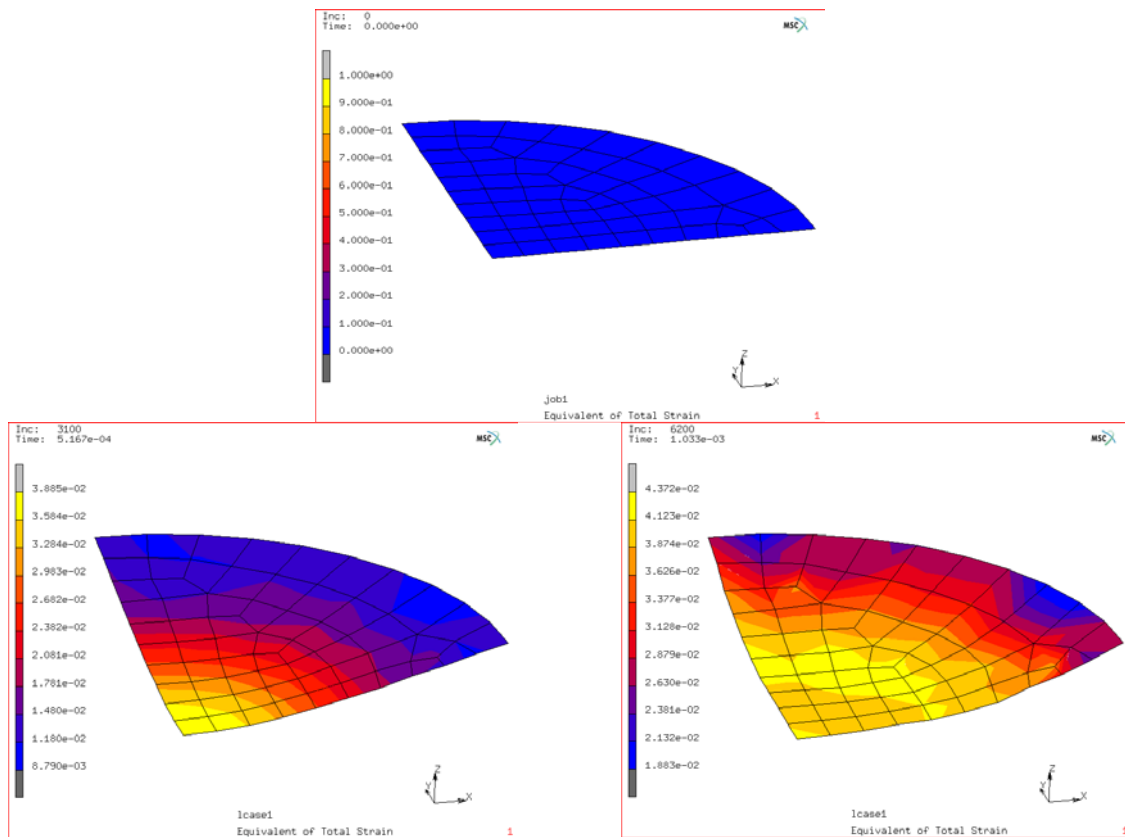 Inc: 0
Time: 0.000e+00
MSC
1.000e+00
9.000e-01
8.000e-01
7.000e-01
6.000e-01
5.000e-01
4.000e-01
3.000e-01
2.000e-01
1.000e-01
0.000e+00
Z
Y
X
job1
Equivalent of Total Strain 1
Inc: 3100
Time: 5.167e-04
MSC
3.885e-02
3.584e-02
3.284e-02
2.983e-02
2.682e-02
2.382e-02
2.081e-02
1.781e-02
1.480e-02
1.180e-02
8.790e-03
Z
Y
X
lcase1
Equivalent of Total Strain 1
Inc: 6200
Time: 1.033e-03
MSC
4.372e-02
4.123e-02
3.874e-02
3.626e-02
3.377e-02
3.128e-02
2.879e-02
2.630e-02
2.381e-02
2.132e-02
1.883e-02
Z
Y
X
lcase1
Equivalent of Total Strain 1